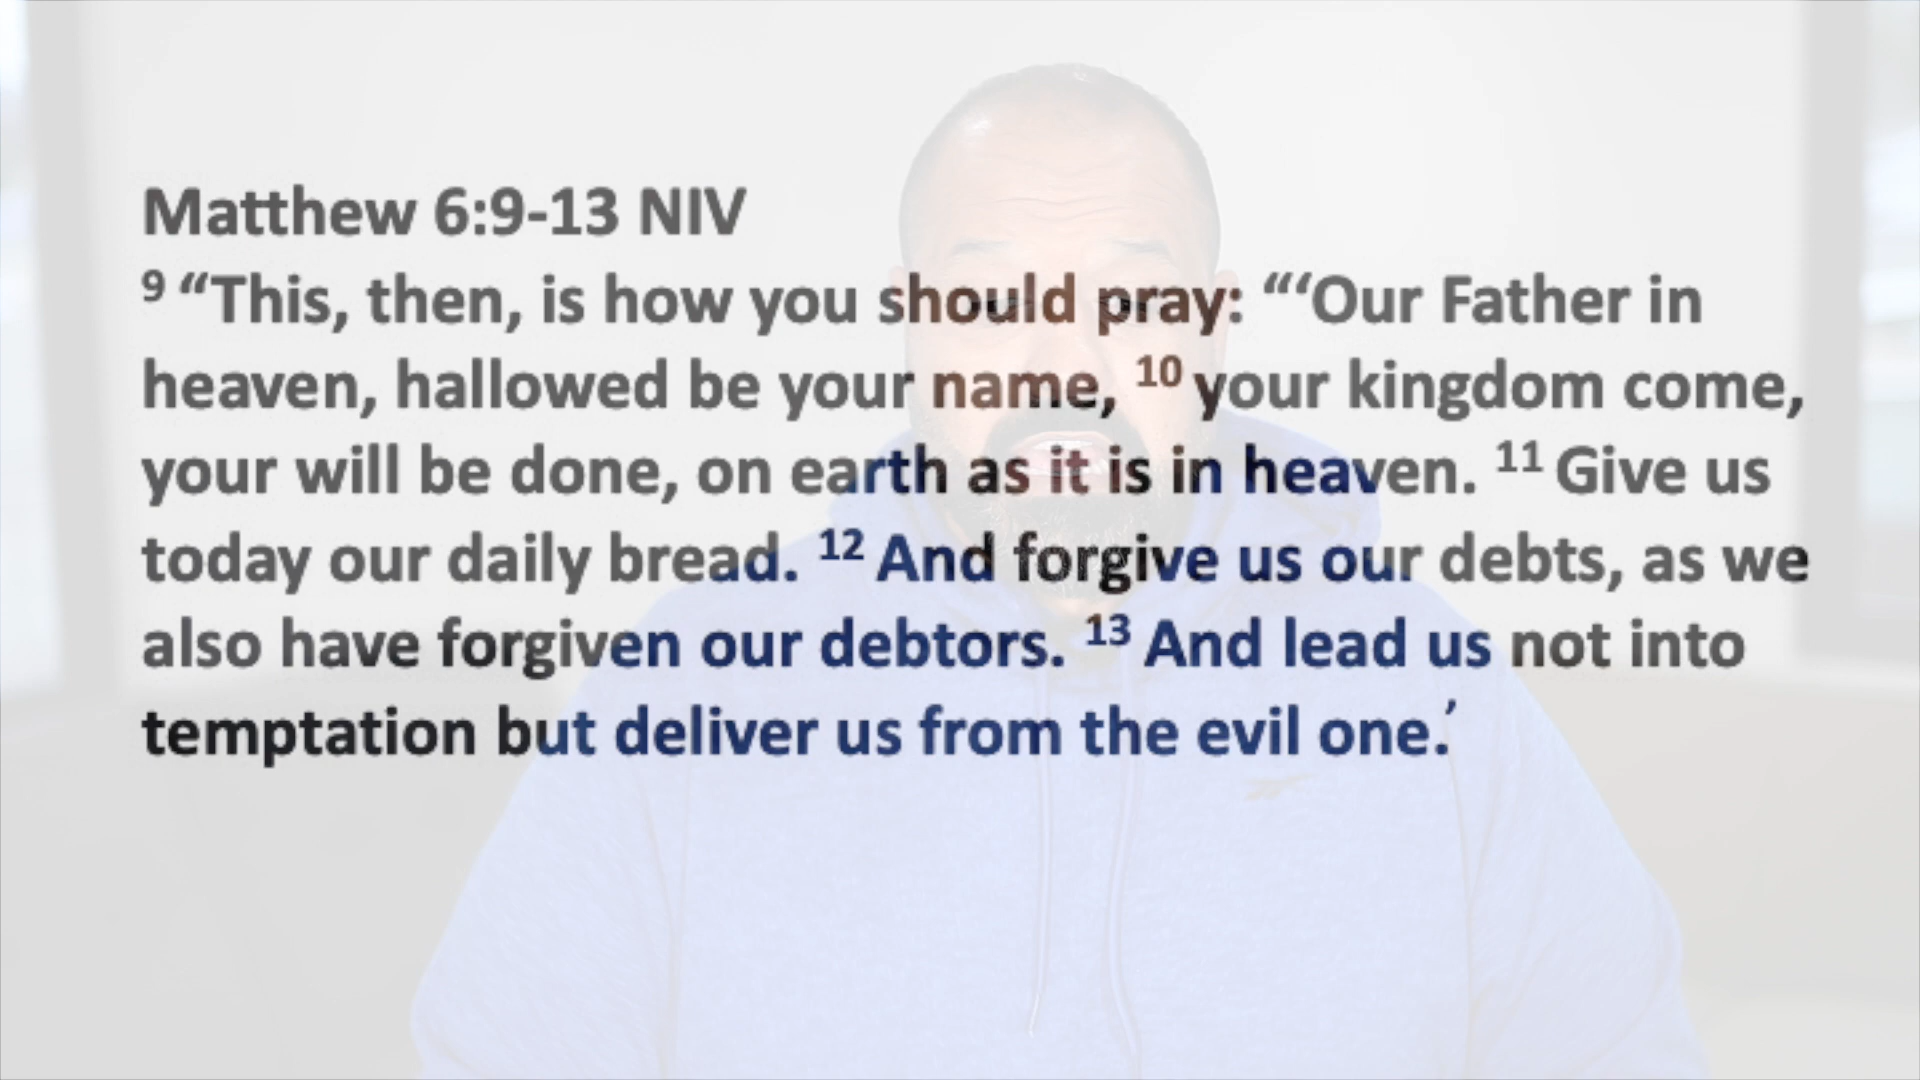 Matthew 6:9-13 NIV
9 “This, then, is how you should pray: “‘Our Father in
heaven, hallowed be your name, 10 your kingdom come,
your will be done, on earth as it is in heaven. 11 Give us
today our daily bread. 12 And forgive us our debts, as we
also have forgiven our debtors. 13 And lead us not into
temptation but deliver us from the evil one.’